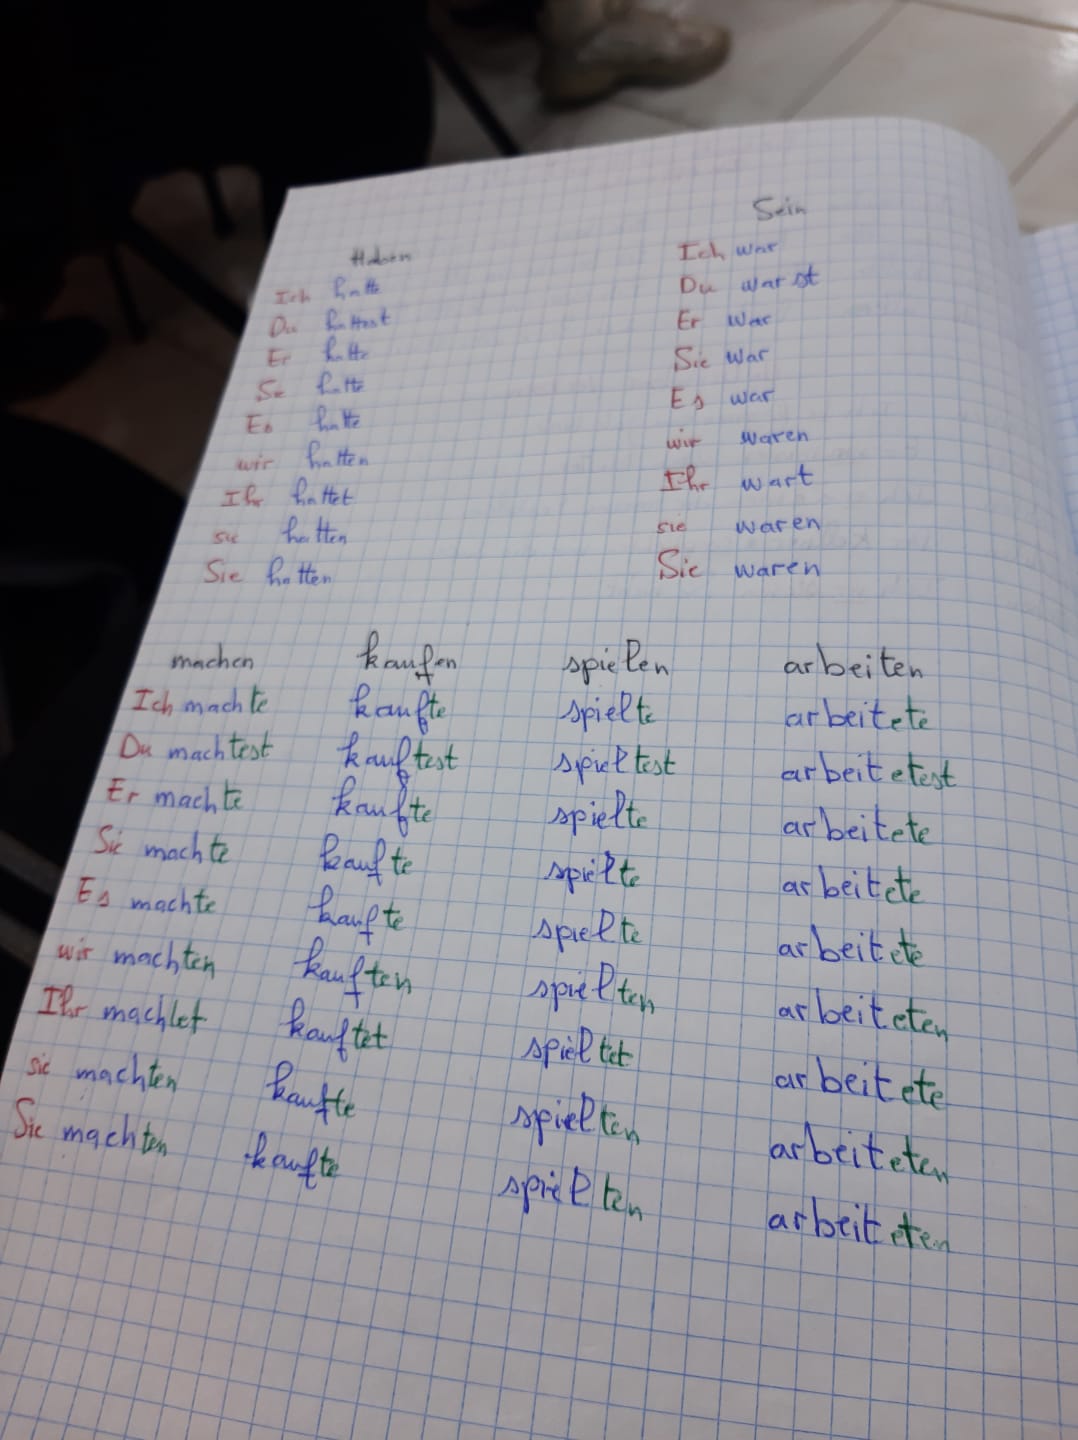 Haben
Ich hatte
Du hattest
Er hatte
Sie hatte
Es hatte
wir hatten
Ihr hattet
sie hatten
Sie hatten
Sein
Ich war
Du warst
Er war
Sie war
Es war
wir waren
Ihr wart
sie waren
Sie waren
machen kaufen spielen arbeiten
Ich machte kaufte spielte arbeitete
Du machtest kauftest spieltest arbeitetest
Er machte kaufte spielte arbeitete
Sie machte kaufte spielte arbeitete
Es machte kaufte spielte arbeitete
wir machten kauften spielten arbeiteten
Ihr machtet kauftet spieltet arbeitete
sie machten kaufte spielten arbeiteten
Sie machten kaufte spielten arbeiteten